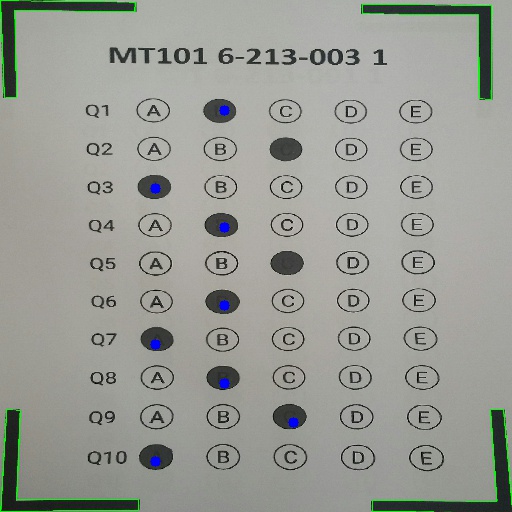 MT101 6-213-003 1
Q1 A C D E
Q2 A B D E
Q3 B C D E
Q4 A C D E
Q5 A B D E
Q6 A C D E
Q7 B C D E
Q8 A C D E
Q9 A B D E
Q10 B C D E